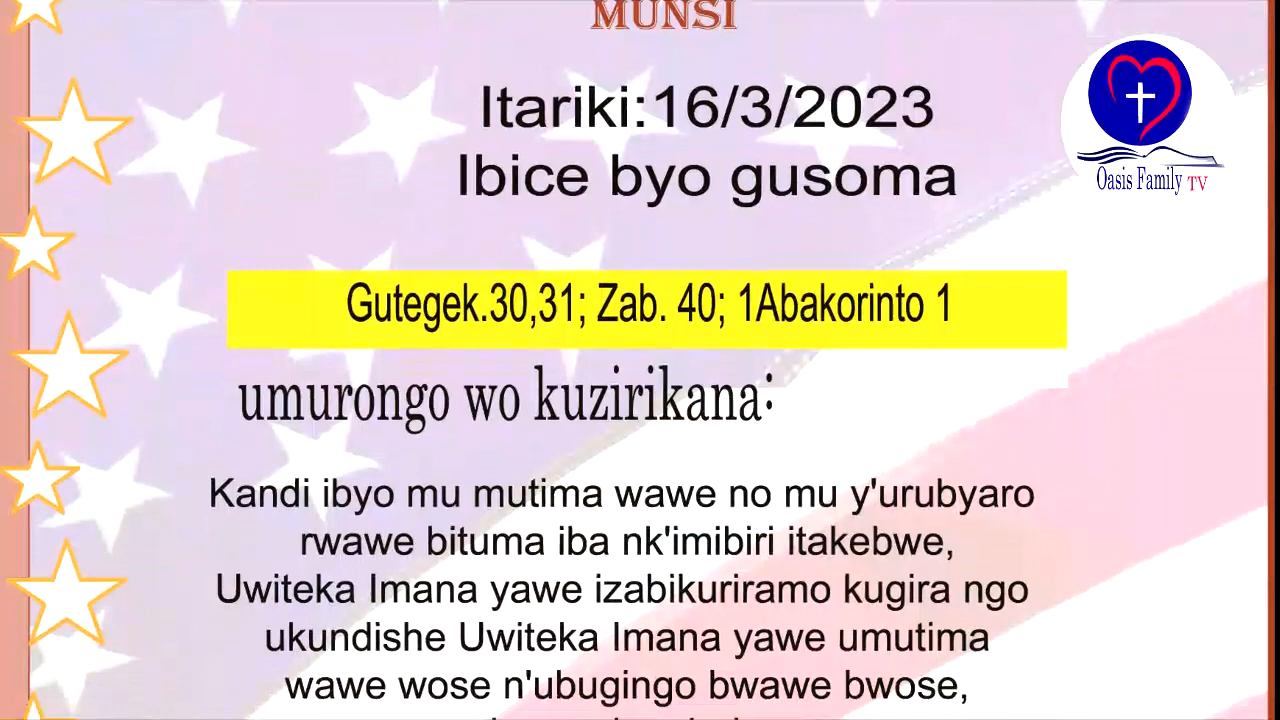 MUNSI
Itariki:16/3/2023
Ibice byo gusoma
Oasis Family TV
Gutegek.30,31; Zab. 40; 1Abakorinto 1
umurongo wo kuzirikana:
Kandi ibyo mu mutima wawe no mu y'urubyaro
rwawe bituma iba nk'imibiri itakebwe,
Uwiteka Imana yawe izabikuriramo kugira ngo
ukundishe Uwiteka Imana yawe umutima
wawe wose n'ubugingo bwawe bwose,